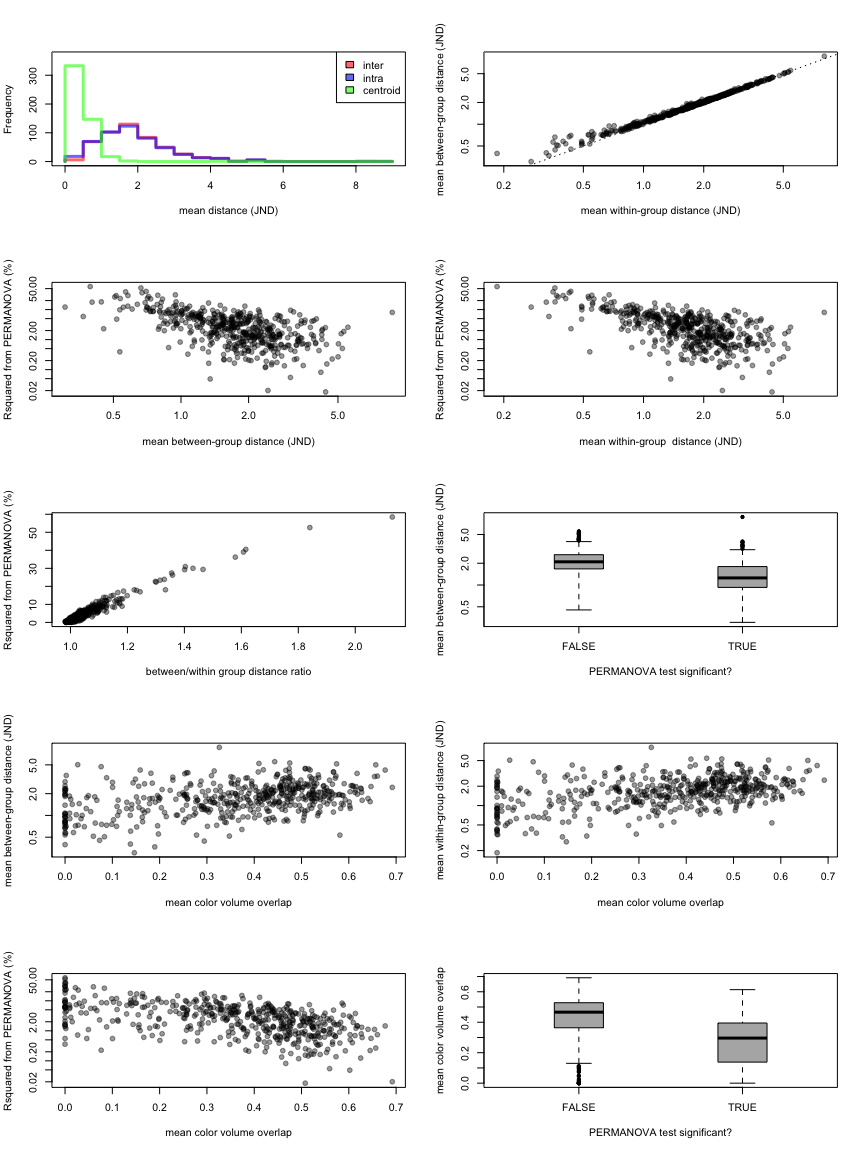 Frequency
0 100 200 300
0 2 4 6 8
mean distance (JND)
inter
intra
centroid
mean between-group distance (JND)
0.5 2.0 5.0
0.2 0.5 1.0 2.0 5.0
mean within-group distance (JND)
Rsquared from PERMANOVA (%)
0.02 0.20 2.00 50.00
0.5 1.0 2.0 5.0
mean between-group distance (JND)
Rsquared from PERMANOVA (%)
0.02 0.20 2.00 50.00
0.2 0.5 1.0 2.0 5.0
mean within-group distance (JND)
Rsquared from PERMANOVA (%)
0 10 30 50
1.0 1.2 1.4 1.6 1.8 2.0
between/within group distance ratio
mean between-group distance (JND)
0.5 2.0 5.0
FALSE TRUE
PERMANOVA test significant?
mean between-group distance (JND)
0.5 2.0 5.0
0.0 0.1 0.2 0.3 0.4 0.5 0.6 0.7
mean color volume overlap
mean within-group distance (JND)
0.2 0.5 2.0 5.0
0.0 0.1 0.2 0.3 0.4 0.5 0.6 0.7
mean color volume overlap
Rsquared from PERMANOVA (%)
0.02 0.20 2.00 50.00
0.0 0.1 0.2 0.3 0.4 0.5 0.6 0.7
mean color volume overlap
mean color volume overlap
0.0 0.2 0.4 0.6
FALSE TRUE
PERMANOVA test significant?